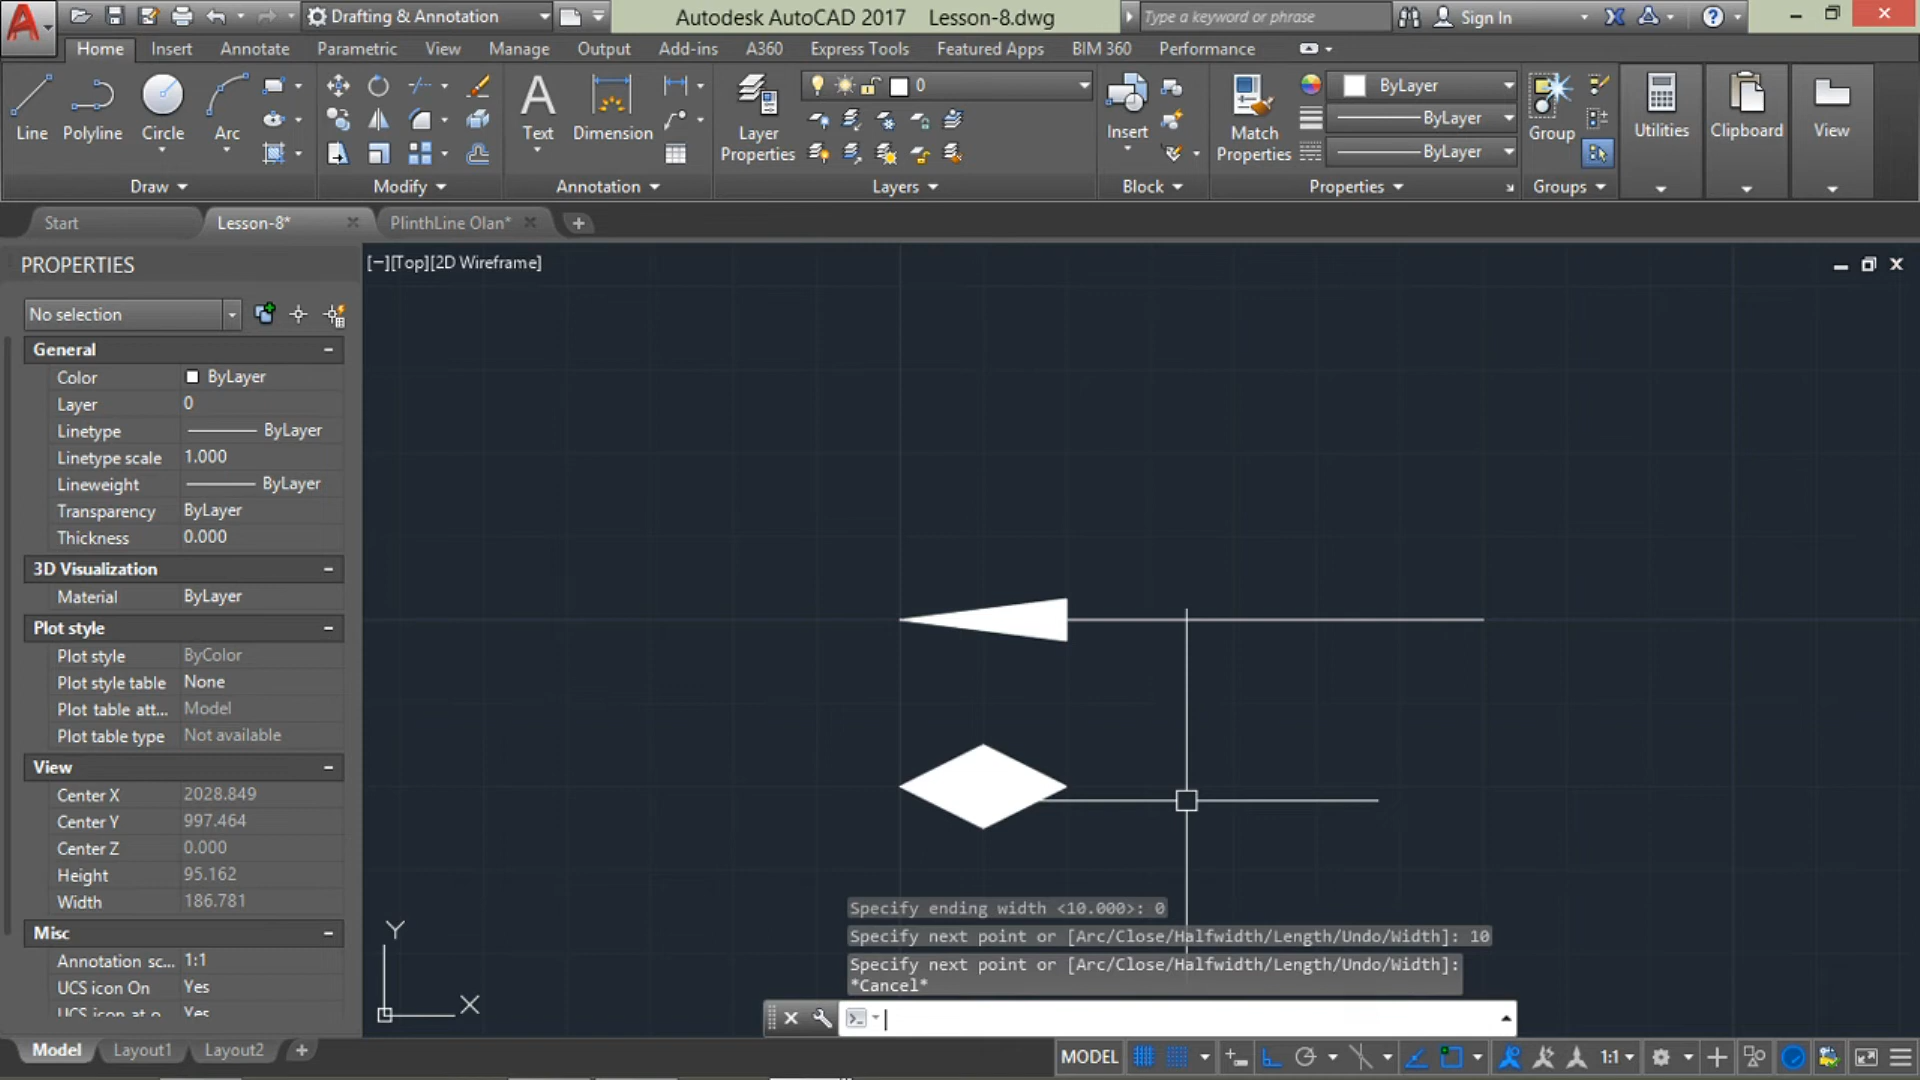 Drafting & Annotation
Autodesk AutoCAD 2017 Lesson-8.dwg
Type a keyword or phrase
Sign In
Home Insert Annotate Parametric View Manage Output Add-ins A360 Express Tools Featured Apps BIM 360 Performance
Line Polyline Circle Arc
Text Dimension
Layer Properties
0
Insert
Match Properties
ByLayer
ByLayer
ByLayer
Group
Utilities
Clipboard
View
Draw Modify Annotation Layers Block Properties Groups
Start Lesson-8* PlinthLine Olan*
PROPERTIES
[−][Top][2D Wireframe]
No selection
General
Color ByLayer
Layer 0
Linetype ByLayer
Linetype scale 1.000
Lineweight ByLayer
Transparency ByLayer
Thickness 0.000
3D Visualization
Material ByLayer
Plot style
Plot style ByColor
Plot style table None
Plot table att... Model
Plot table type Not available
View
Center X 2028.849
Center Y 997.464
Center Z 0.000
Height 95.162
Width 186.781
Misc
Annotation sc... 1:1
UCS icon On Yes
UCS icon at o... Yes
Y
X
Specify ending width <10.000>: 0
Specify next point or [Arc/Close/Halfwidth/Length/Undo/Width]: 10
Specify next point or [Arc/Close/Halfwidth/Length/Undo/Width]:
*Cancel*
Model Layout1 Layout2
MODEL
1:1